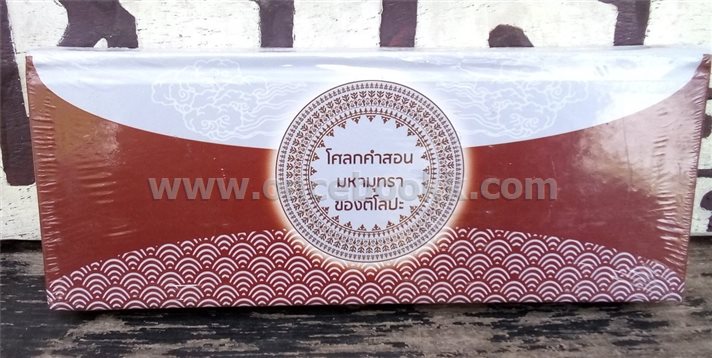 โศลกคำสอน
มหามุทรา
ของติโลปะ